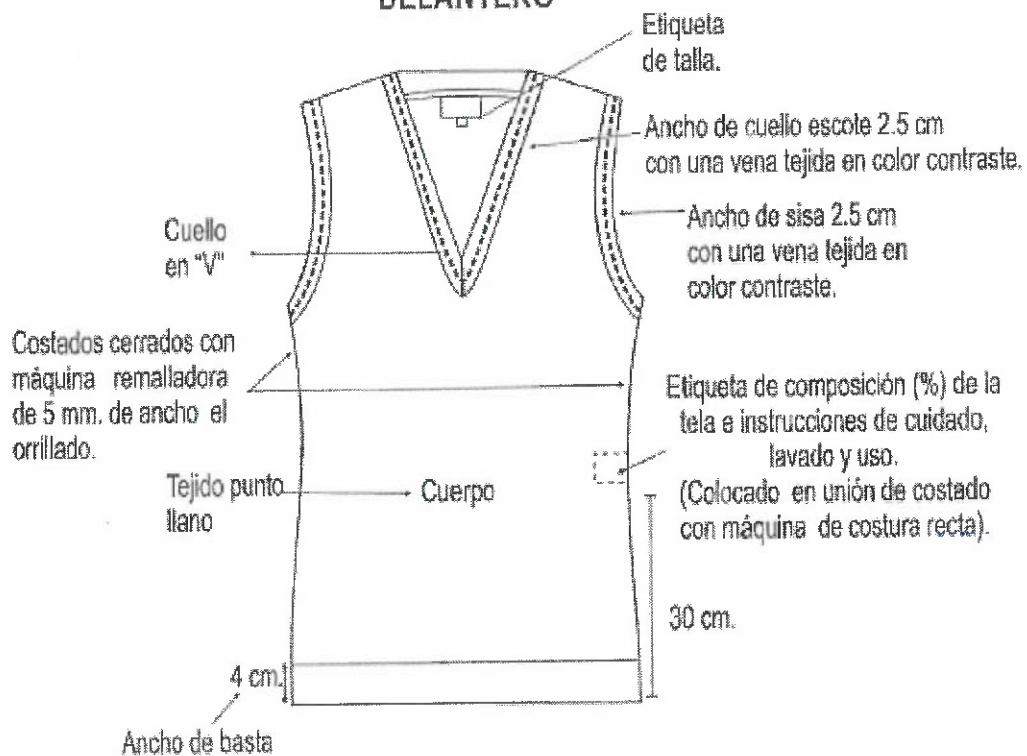 DELANTERO
Etiqueta
de talla.
Ancho de cuello escote 2.5 cm
con una vena tejida en color contraste.
Ancho de sisa 2.5 cm
con una vena tejida en
color contraste.
Cuello
en "V"
Costados cerrados con
máquina remalladora
de 5 mm. de ancho el
orrillado.
Etiqueta de composición (%) de la
tela e instrucciones de cuidado,
lavado y uso.
(Colocado en unión de costado
con máquina de costura recta).
Tejido punto
llano
Cuerpo
30 cm.
4 cm.
Ancho de basta